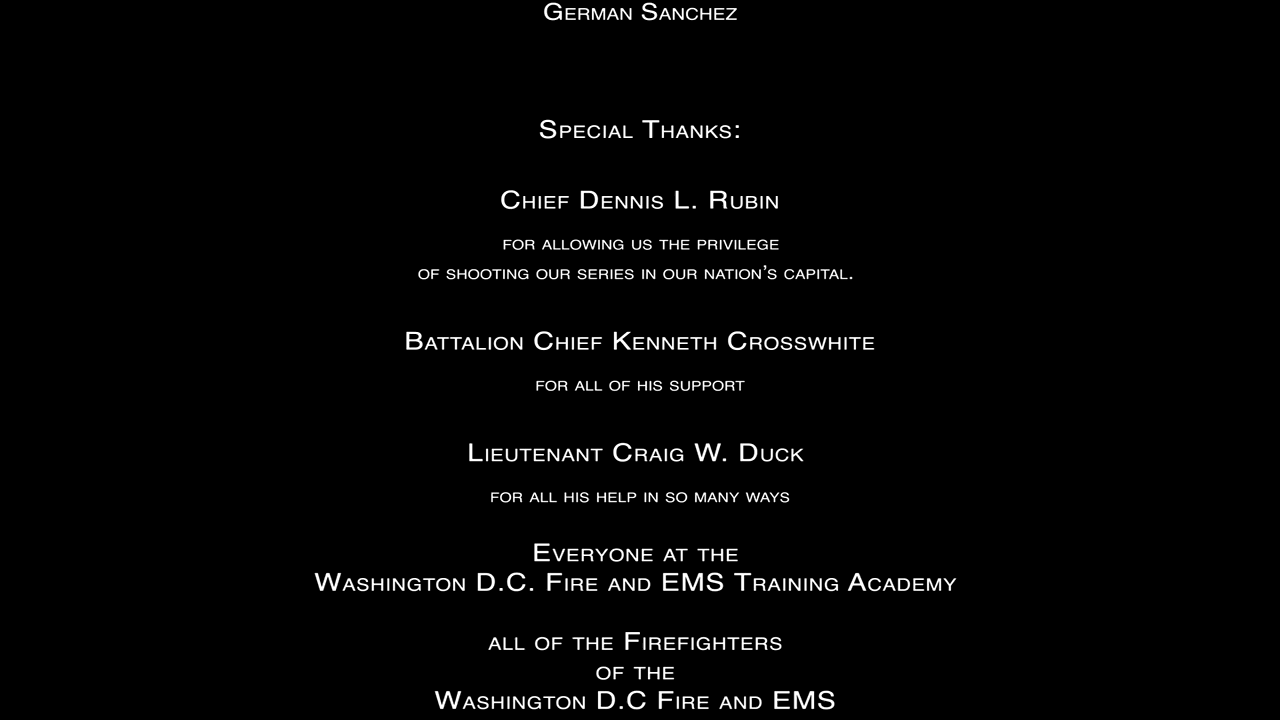 German Sanchez
Special Thanks:
Chief Dennis L. Rubin
for allowing us the privilege
of shooting our series in our nation's capital.
Battalion Chief Kenneth Crosswhite
for all of his support
Lieutenant Craig W. Duck
for all his help in so many ways
Everyone at the
Washington D.C. Fire and EMS Training Academy
all of the Firefighters
of the
Washington D.C Fire and EMS